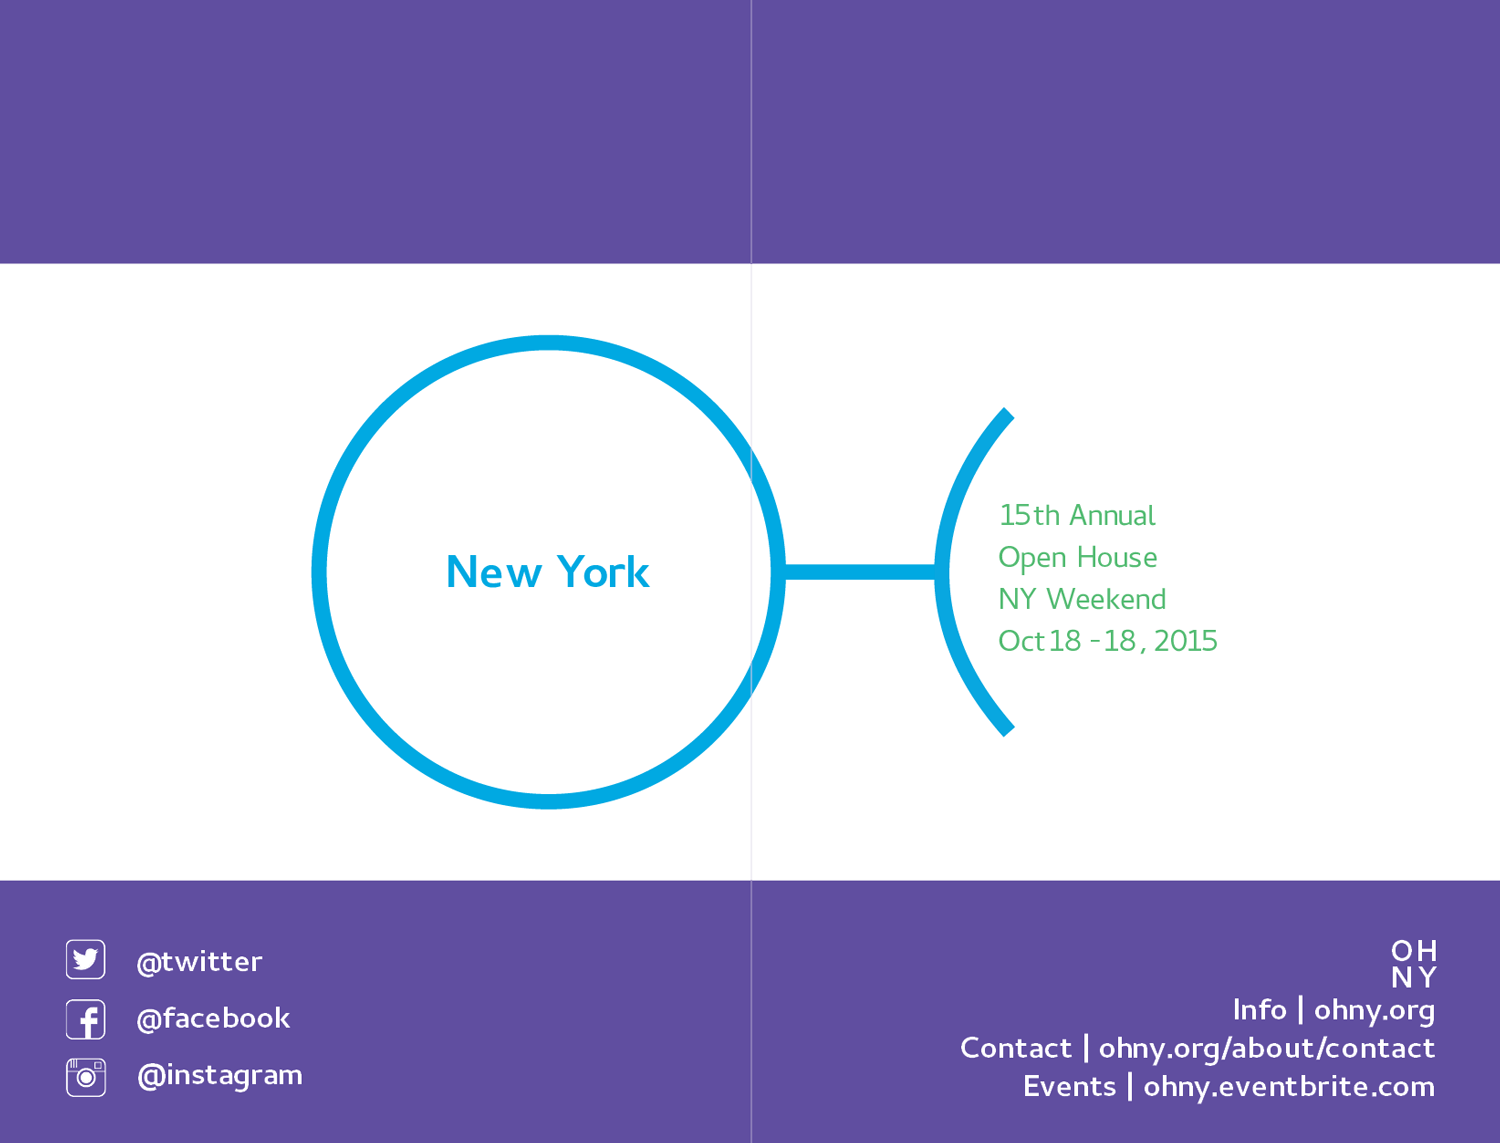 New York
15th Annual
Open House
NY Weekend
Oct 18 - 18, 2015
@twitter
@facebook
@instagram
OH
NY
Info | ohny.org
Contact | ohny.org/about/contact
Events | ohny.eventbrite.com